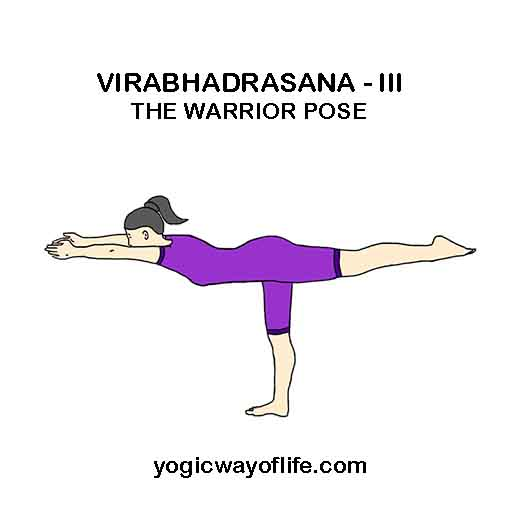 VIRABHADRASANA - III
THE WARRIOR POSE
yogicwayoflife.com